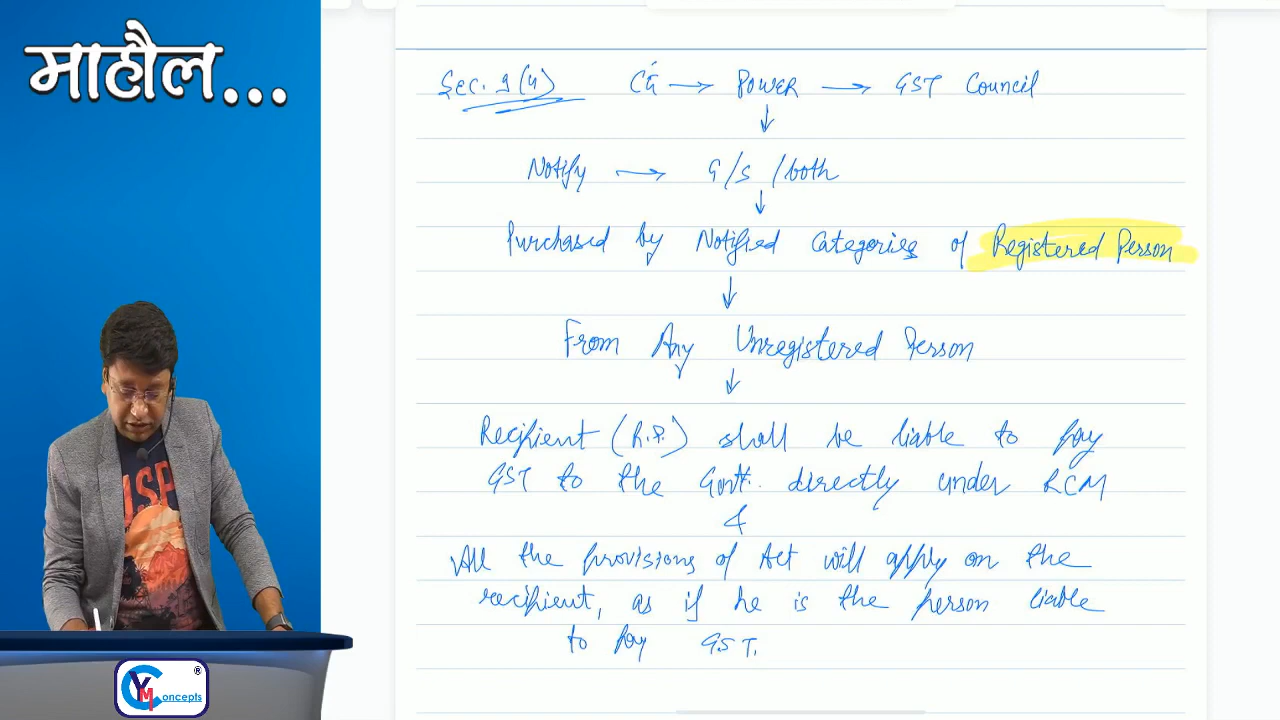 माहौल...
Sec. 9(4) CG → POWER → GST Council
↓
Notify → G/S /both
↓
Purchased by Notified Categories of Registered Person
↓
From Any Unregistered Person
↓
Recipient (R.P.) shall be liable to pay
GST to the Govt. directly under RCM
&
All the provisions of Act will apply on the
recipient, as if he is the person liable
to pay GST.
YM Concepts ®